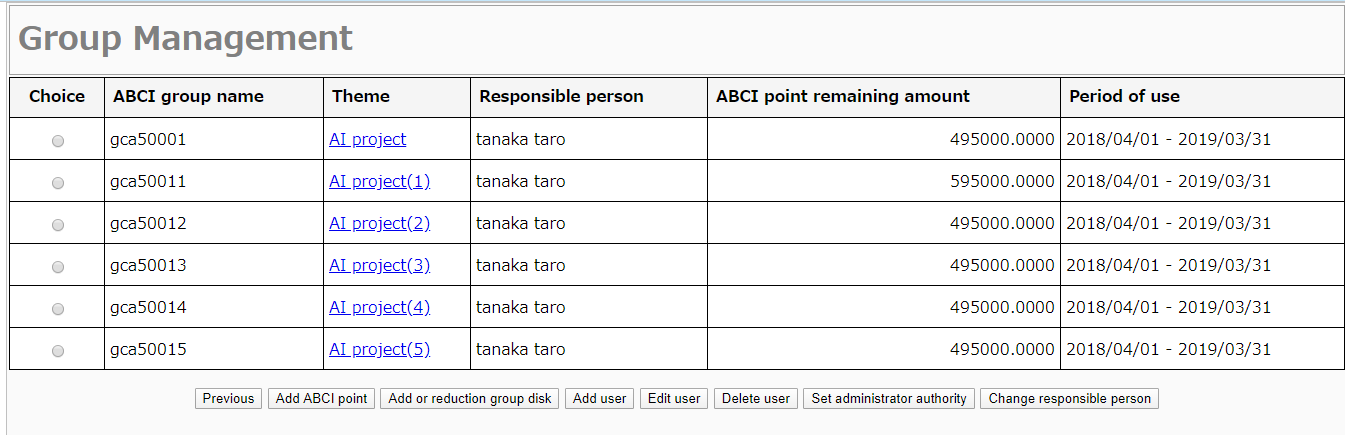 Group Management
Choice ABCI group name Theme Responsible person ABCI point remaining amount Period of use
gca50001 AI project tanaka taro 495000.0000 2018/04/01 - 2019/03/31
gca50011 AI project(1) tanaka taro 595000.0000 2018/04/01 - 2019/03/31
gca50012 AI project(2) tanaka taro 495000.0000 2018/04/01 - 2019/03/31
gca50013 AI project(3) tanaka taro 495000.0000 2018/04/01 - 2019/03/31
gca50014 AI project(4) tanaka taro 495000.0000 2018/04/01 - 2019/03/31
gca50015 AI project(5) tanaka taro 495000.0000 2018/04/01 - 2019/03/31
Previous Add ABCI point Add or reduction group disk Add user Edit user Delete user Set administrator authority Change responsible person